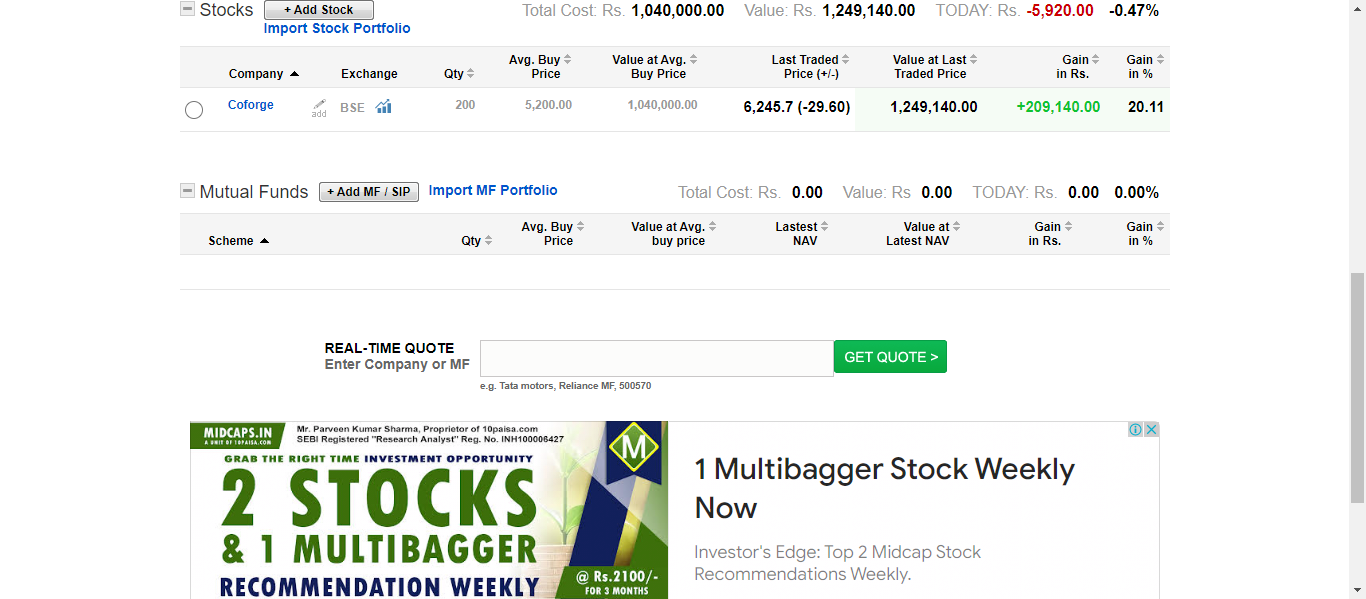 Stocks + Add Stock Total Cost: Rs. 1,040,000.00 Value: Rs. 1,249,140.00 TODAY: Rs. -5,920.00 -0.47%
Import Stock Portfolio
Company Exchange Qty Avg. Buy Price Value at Avg. Buy Price Last Traded Price (+/-) Value at Last Traded Price Gain in Rs. Gain in %
Coforge add BSE 200 5,200.00 1,040,000.00 6,245.7 (-29.60) 1,249,140.00 +209,140.00 20.11
Mutual Funds + Add MF / SIP Import MF Portfolio Total Cost: Rs. 0.00 Value: Rs 0.00 TODAY: Rs. 0.00 0.00%
Scheme Qty Avg. Buy Price Value at Avg. buy price Lastest NAV Value at Latest NAV Gain in Rs. Gain in %
REAL-TIME QUOTE
Enter Company or MF
GET QUOTE >
e.g. Tata motors, Reliance MF, 500570
MIDCAPS.IN
A UNIT OF 10PAISA.COM
Mr. Parveen Kumar Sharma, Proprietor of 10paisa.com
SEBI Registered "Research Analyst" Reg. No. INH100006427
M
GRAB THE RIGHT TIME INVESTMENT OPPORTUNITY
2 STOCKS
& 1 MULTIBAGGER
RECOMMENDATION WEEKLY
@ Rs.2100/-
FOR 3 MONTHS
1 Multibagger Stock Weekly
Now
Investor's Edge: Top 2 Midcap Stock
Recommendations Weekly.